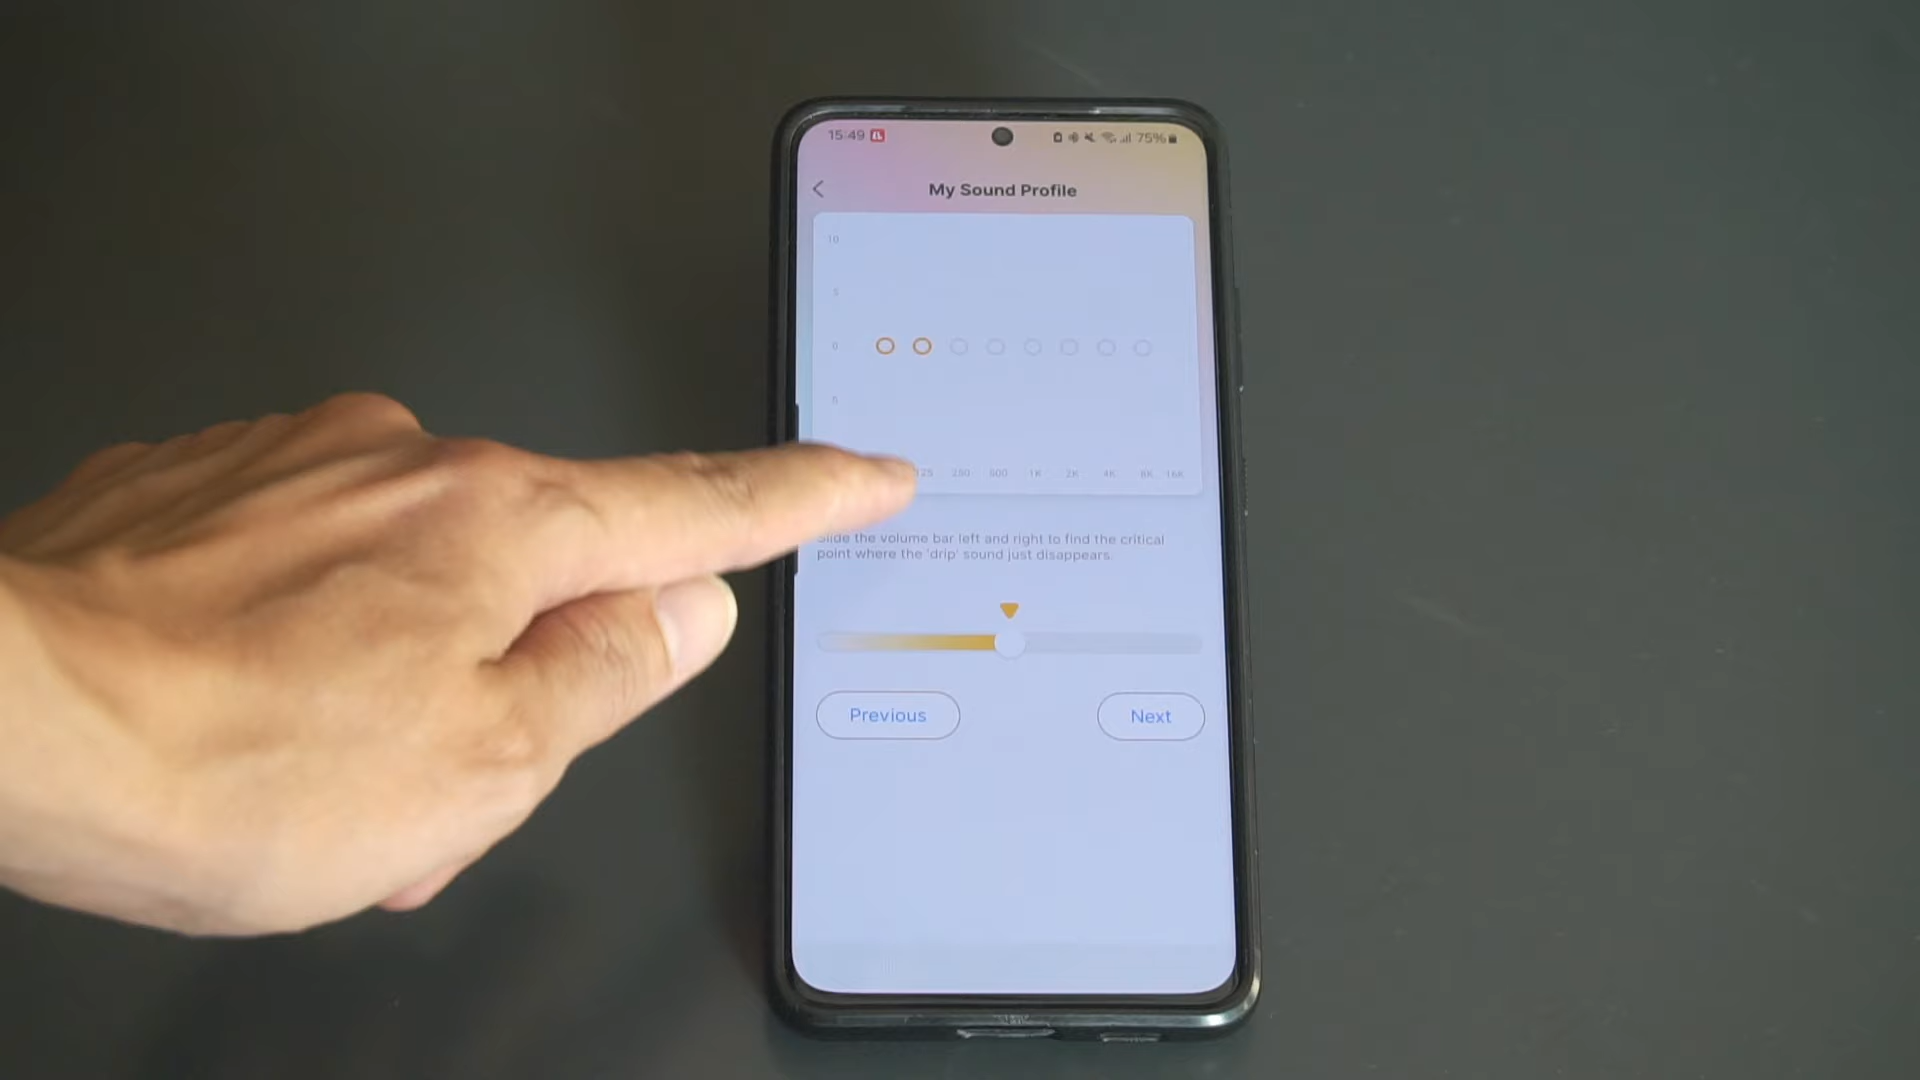 15:49 75%
My Sound Profile
10
5
0
5
125 250 500 1K 2K 4K 8K 16K
Slide the volume bar left and right to find the critical
point where the 'drip' sound just disappears.
Previous Next